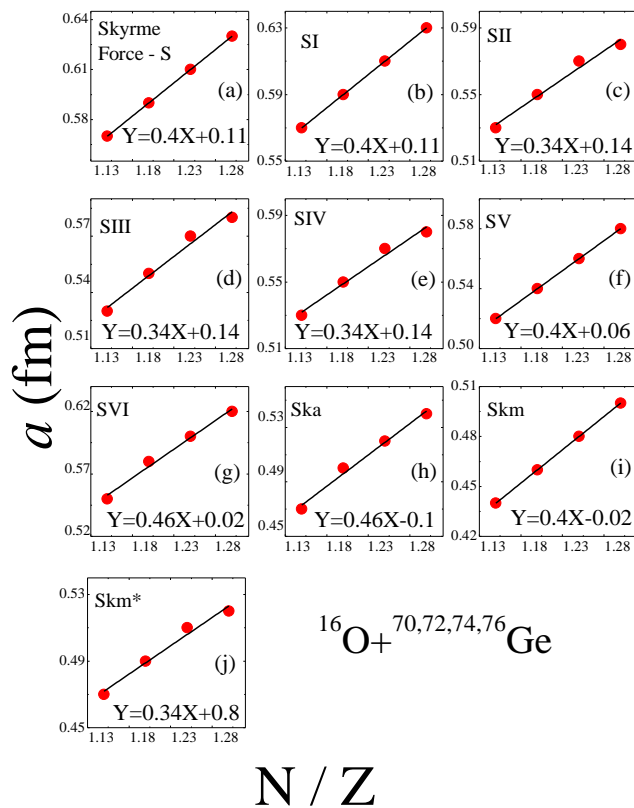 Skyrme
Force - S
(a)
Y=0.4X+0.11
0.64
0.61
0.58
1.13 1.18 1.23 1.28
SI
(b)
Y=0.4X+0.11
0.63
0.59
0.55
1.13 1.18 1.23 1.28
SII
(c)
Y=0.34X+0.14
0.59
0.55
0.51
1.13 1.18 1.23 1.28
SIII
(d)
Y=0.34X+0.14
0.57
0.54
0.51
1.13 1.18 1.23 1.28
SIV
(e)
Y=0.34X+0.14
0.59
0.55
0.51
1.13 1.18 1.23 1.28
SV
(f)
Y=0.4X+0.06
0.58
0.54
0.50
1.13 1.18 1.23 1.28
a (fm)
SVI
(g)
Y=0.46X+0.02
0.62
0.57
0.52
1.13 1.18 1.23 1.28
Ska
(h)
Y=0.46X−0.1
0.53
0.49
0.45
1.13 1.18 1.23 1.28
Skm
(i)
Y=0.4X−0.02
0.51
0.48
0.45
0.42
1.13 1.18 1.23 1.28
Skm*
(j)
Y=0.34X+0.8
0.53
0.49
0.45
1.13 1.18 1.23 1.28
¹⁶O+⁷⁰,⁷²,⁷⁴,⁷⁶Ge
N / Z